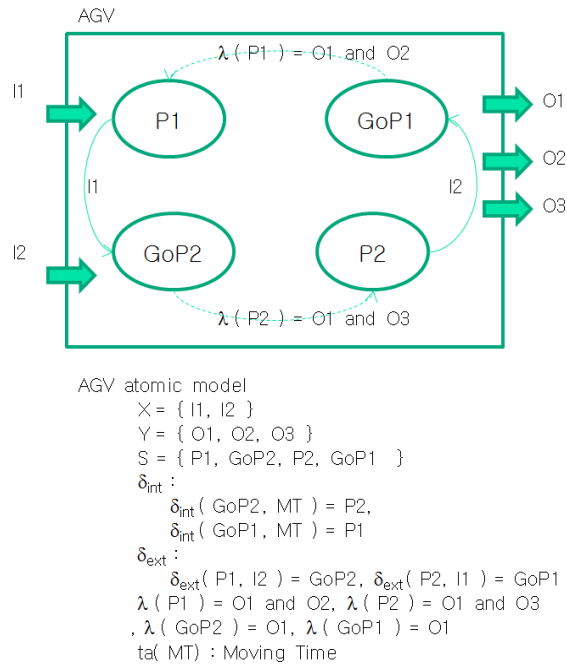 AGV
λ ( P1 ) = O1 and O2
I1
P1
GoP1
O1
O2
I1
I2
O3
I2
GoP2
P2
λ ( P2 ) = O1 and O3
AGV atomic model
X = { I1, I2 }
Y = { O1, O2, O3 }
S = { P1, GoP2, P2, GoP1 }
δint :
δint( GoP2, MT ) = P2,
δint( GoP1, MT ) = P1
δext :
δext( P1, I2 ) = GoP2, δext( P2, I1 ) = GoP1
λ ( P1 ) = O1 and O2, λ ( P2 ) = O1 and O3
, λ ( GoP2 ) = O1, λ ( GoP1 ) = O1
ta( MT) : Moving Time